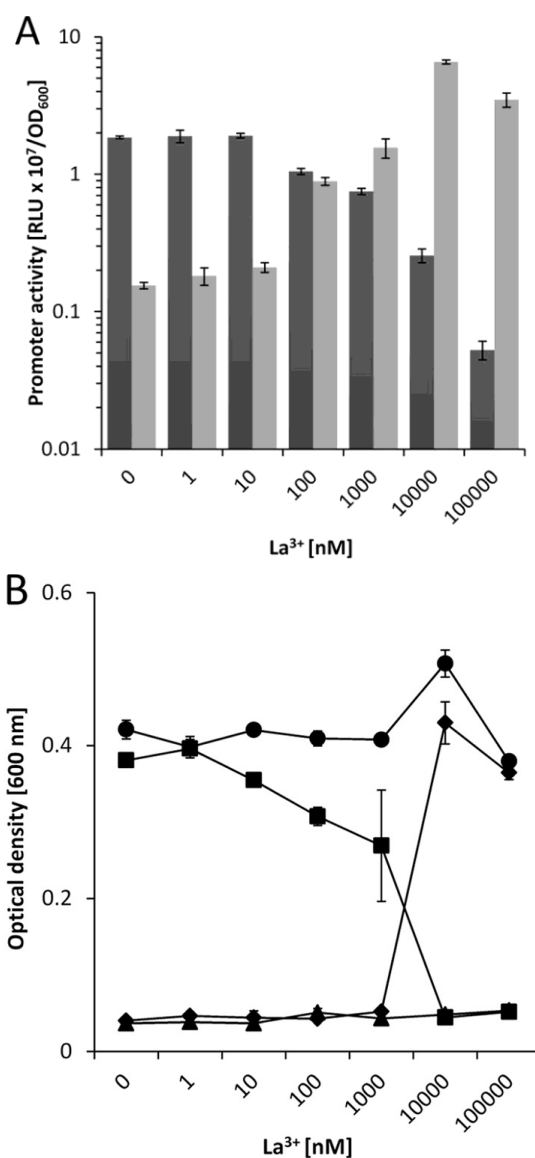 A
Promoter activity [RLU x 10⁷/OD₆₀₀]
10
1
0.1
0.01
0 1 10 100 1000 10000 100000
La³⁺ [nM]
B
Optical density [600 nm]
0.6
0.4
0.2
0
0 1 10 100 1000 10000 100000
La³⁺ [nM]